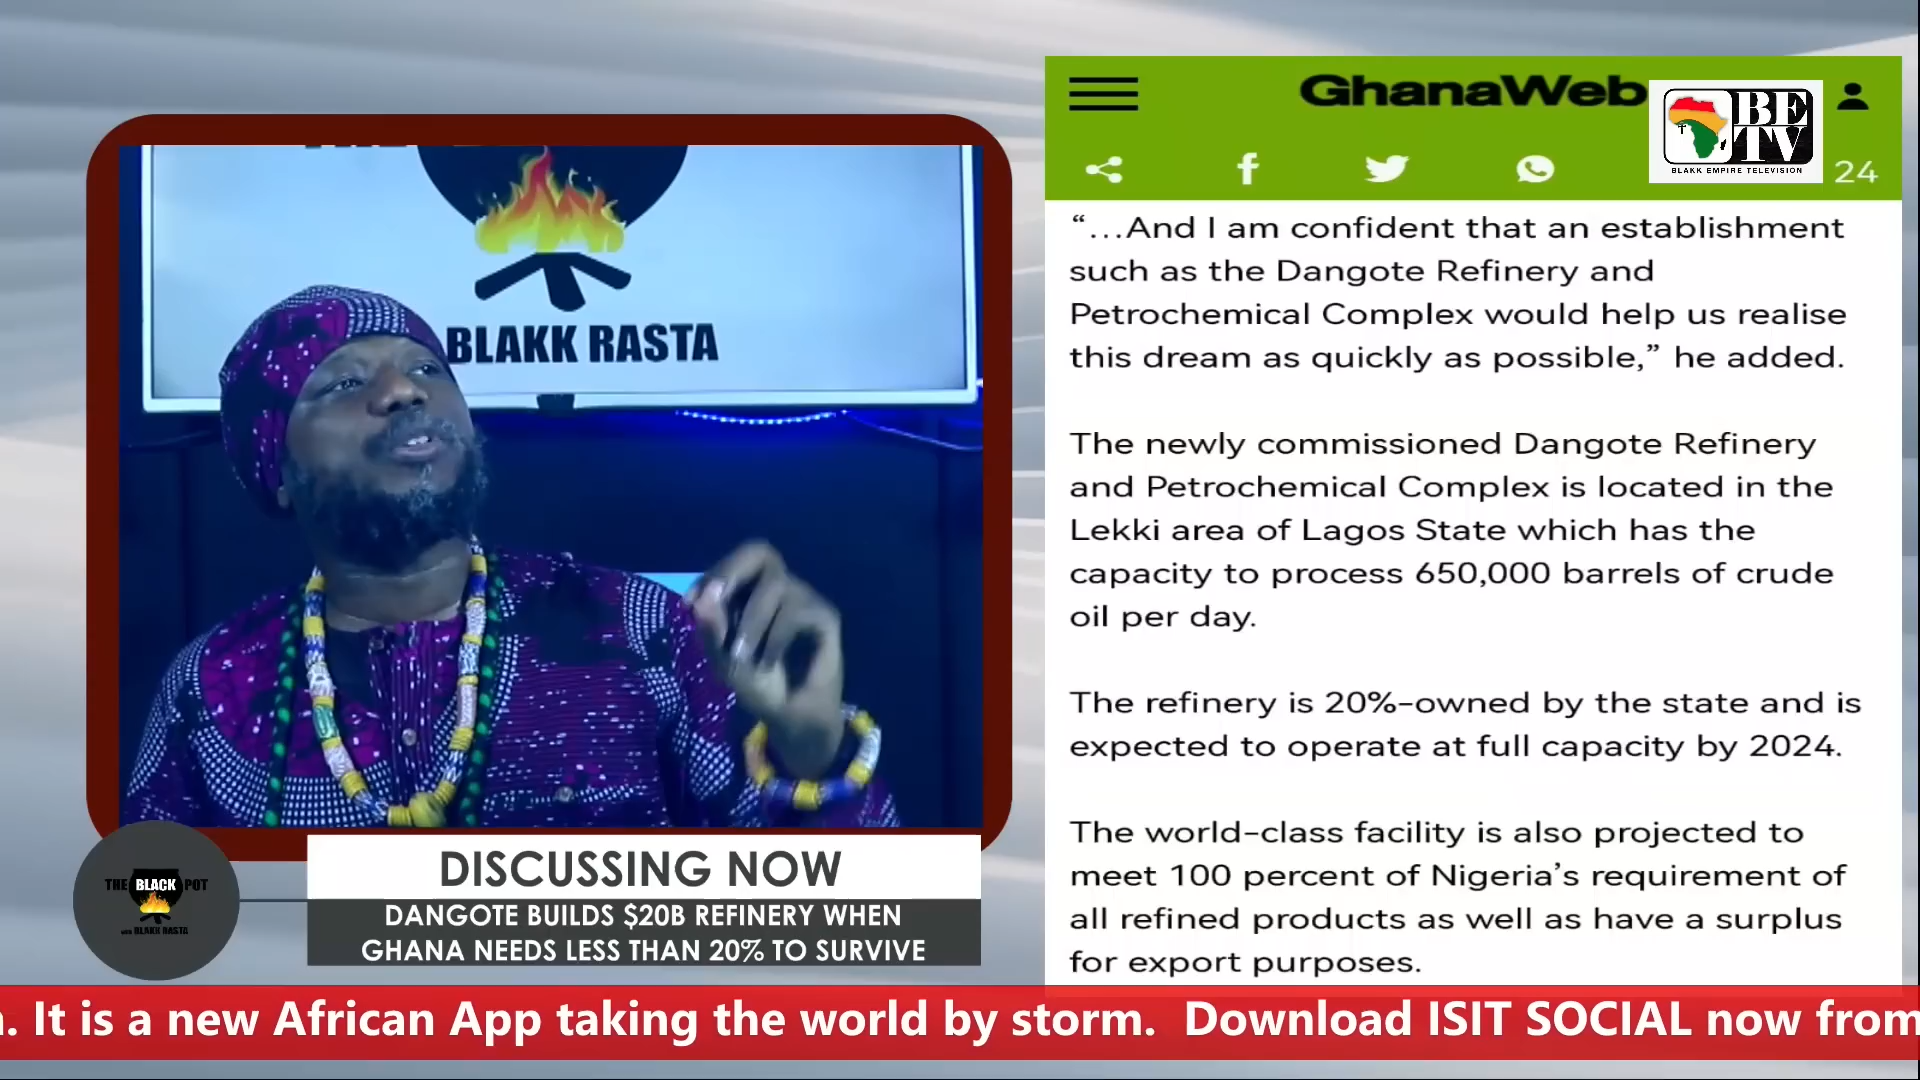 GhanaWeb
BE
TV
BLAKK EMPIRE TELEVISION
24
BLAKK RASTA
“...And I am confident that an establishment
such as the Dangote Refinery and
Petrochemical Complex would help us realise
this dream as quickly as possible,” he added.
The newly commissioned Dangote Refinery
and Petrochemical Complex is located in the
Lekki area of Lagos State which has the
capacity to process 650,000 barrels of crude
oil per day.
The refinery is 20%-owned by the state and is
expected to operate at full capacity by 2024.
The world-class facility is also projected to
meet 100 percent of Nigeria’s requirement of
all refined products as well as have a surplus
for export purposes.
THE BLACK POT
with BLAKK RASTA
DISCUSSING NOW
DANGOTE BUILDS $20B REFINERY WHEN
GHANA NEEDS LESS THAN 20% TO SURVIVE
. It is a new African App taking the world by storm. Download ISIT SOCIAL now from